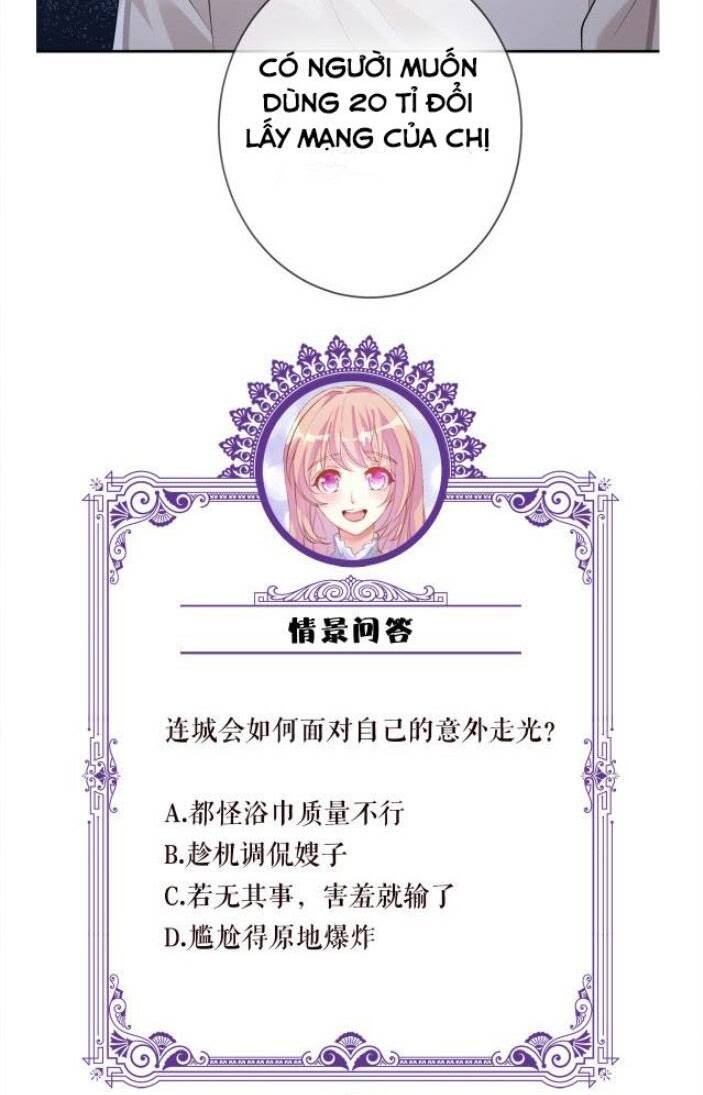 CÓ NGƯỜI MUỐN
DÙNG 20 TỈ ĐỔI
LẤY MẠNG CỦA CHỊ
情景问答
连城会如何面对自己的意外走光?
A.都怪浴巾质量不行
B.趁机调侃嫂子
C.若无其事，害羞就输了
D.尴尬得原地爆炸